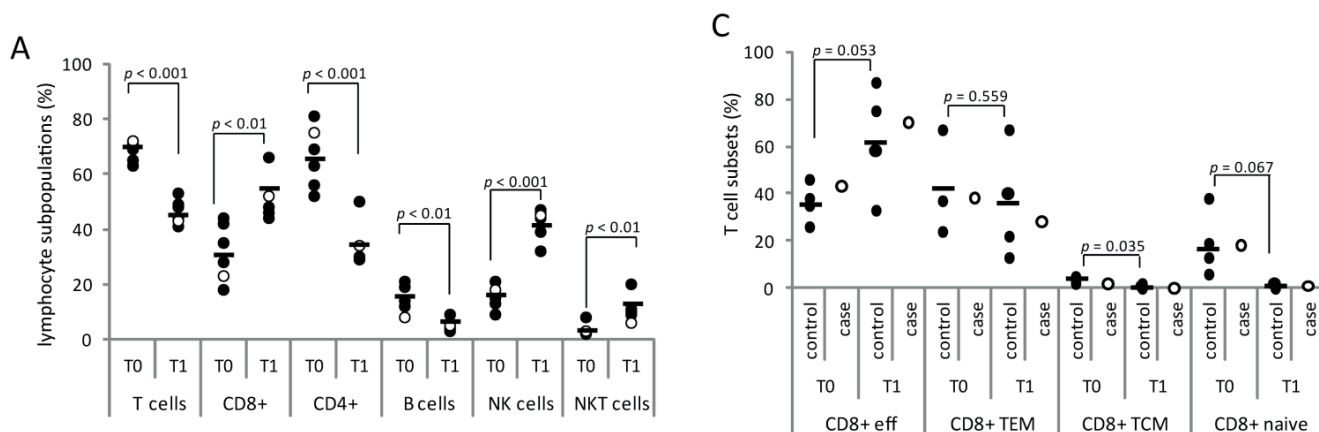 A
lymphocyte subpopulations (%)
100
80
60
40
20
0
p < 0.001
p < 0.01
p < 0.001
p < 0.01
p < 0.001
p < 0.01
T0 T1 T0 T1 T0 T1 T0 T1 T0 T1 T0 T1
T cells CD8+ CD4+ B cells NK cells NKT cells
C
T cell subsets (%)
100
80
60
40
20
0
p = 0.053
p = 0.559
p = 0.035
p = 0.067
control case control case control case control case control case control case control case control case
T0 T1 T0 T1 T0 T1 T0 T1
CD8+ eff CD8+ TEM CD8+ TCM CD8+ naive